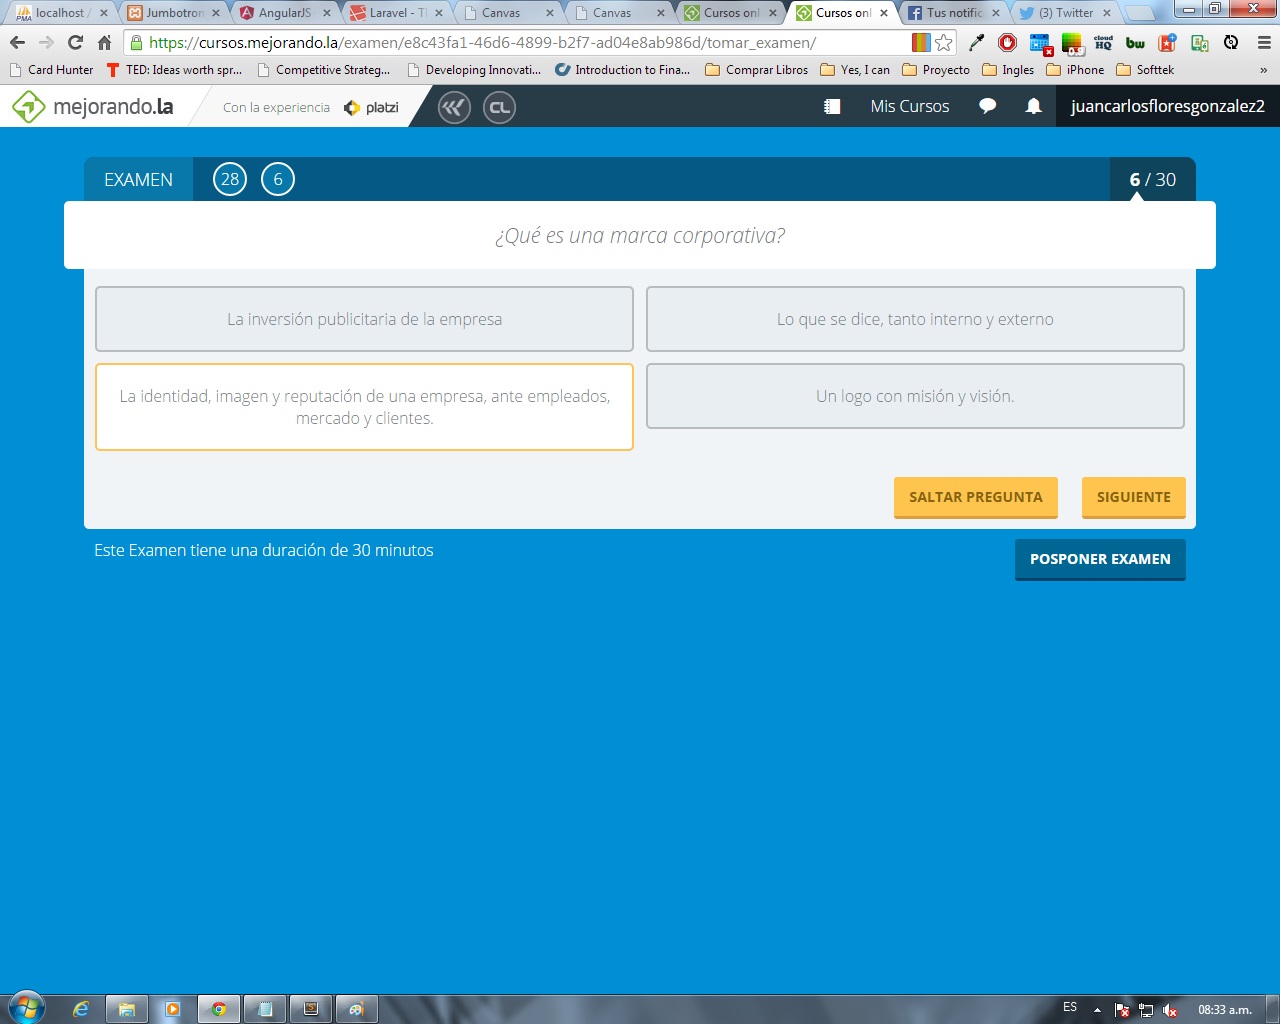 localhost /
Jumbotron
AngularJS
Laravel - Th
Canvas
Canvas
Cursos onl
Cursos onl
Tus notific
(3) Twitter
https://cursos.mejorando.la/examen/e8c43fa1-46d6-4899-b2f7-ad04e8ab986d/tomar_examen/
cloud
HQ
bw
Card Hunter
TED: Ideas worth spr...
Competitive Strateg...
Developing Innovati...
Introduction to Fina...
Comprar Libros
Yes, I can
Proyecto
Ingles
iPhone
Softtek
»
mejorando.la
Con la experiencia
platzi
CL
Mis Cursos
juancarlosfloresgonzalez2
EXAMEN
28
6
6 / 30
¿Qué es una marca corporativa?
La inversión publicitaria de la empresa
Lo que se dice, tanto interno y externo
La identidad, imagen y reputación de una empresa, ante empleados,
mercado y clientes.
Un logo con misión y visión.
SALTAR PREGUNTA
SIGUIENTE
Este Examen tiene una duración de 30 minutos
POSPONER EXAMEN
ES
08:33 a.m.